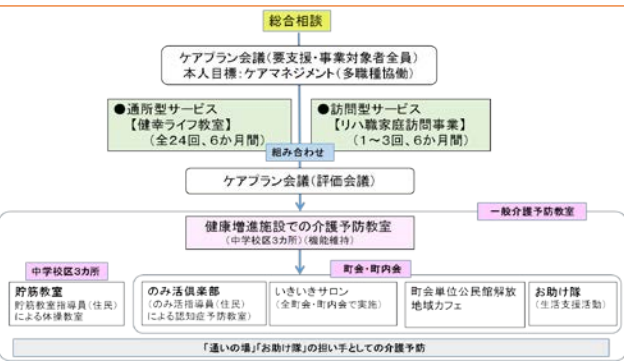 総合相談
ケアプラン会議(要支援・事業対象者全員)
本人目標:ケアマネジメント(多職種協働)
●通所型サービス
【健幸ライフ教室】
(全24回、6か月間)
●訪問型サービス
【リハ職家庭訪問事業】
(1～3回、6か月間)
組み合わせ
ケアプラン会議(評価会議)
一般介護予防教室
健康増進施設での介護予防教室
(中学校区3カ所)(機能維持)
中学校区3カ所
町会・町内会
貯筋教室
貯筋教室指導員(住民)
による体操教室
のみ活倶楽部
(のみ活指導員(住民)
による認知症予防教室)
いきいきサロン
(全町会・町内会で実施)
町会単位公民館解放
地域カフェ
お助け隊
(生活支援活動)
「通いの場」「お助け隊」の担い手としての介護予防